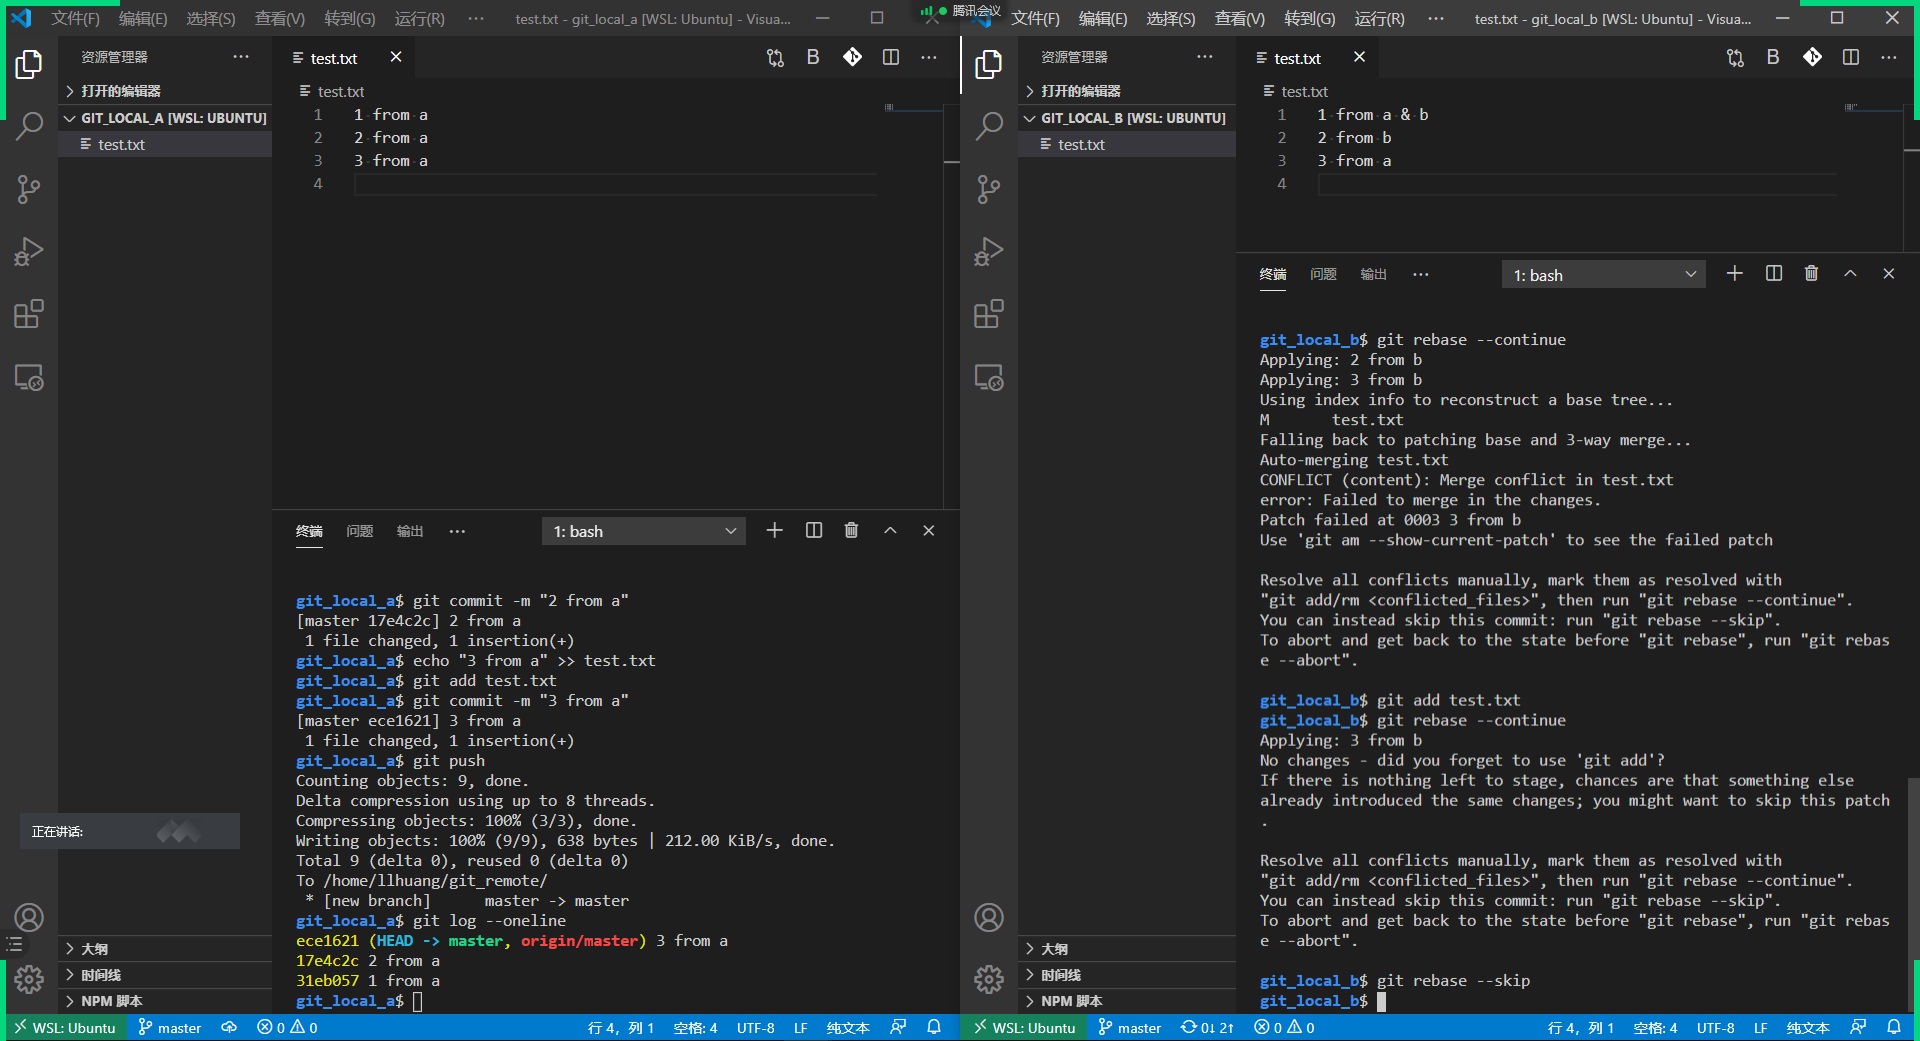 文件(F) 编辑(E) 选择(S) 查看(V) 转到(G) 运行(R) ··· test.txt - git_local_a [WSL: Ubuntu] - Visua...
资源管理器 ···
打开的编辑器
GIT_LOCAL_A [WSL: UBUNTU]
test.txt
大纲
时间线
NPM 脚本
test.txt
test.txt
1 1 from a
2 2 from a
3 3 from a
4
终端 问题 输出 ··· 1: bash
git_local_a$ git commit -m "2 from a"
[master 17e4c2c] 2 from a
1 file changed, 1 insertion(+)
git_local_a$ echo "3 from a" >> test.txt
git_local_a$ git add test.txt
git_local_a$ git commit -m "3 from a"
[master ece1621] 3 from a
1 file changed, 1 insertion(+)
git_local_a$ git push
Counting objects: 9, done.
Delta compression using up to 8 threads.
Compressing objects: 100% (3/3), done.
Writing objects: 100% (9/9), 638 bytes | 212.00 KiB/s, done.
Total 9 (delta 0), reused 0 (delta 0)
To /home/llhuang/git_remote/
* [new branch]      master -> master
git_local_a$ git log --oneline
ece1621 (HEAD -> master, origin/master) 3 from a
17e4c2c 2 from a
31eb057 1 from a
git_local_a$
正在讲话:
WSL: Ubuntu master 0 0 行 4，列 1 空格: 4 UTF-8 LF 纯文本
腾讯会议
文件(F) 编辑(E) 选择(S) 查看(V) 转到(G) 运行(R) ··· test.txt - git_local_b [WSL: Ubuntu] - Visua...
资源管理器 ···
打开的编辑器
GIT_LOCAL_B [WSL: UBUNTU]
test.txt
大纲
时间线
NPM 脚本
test.txt
test.txt
1 1 from a & b
2 2 from b
3 3 from a
4
终端 问题 输出 ··· 1: bash
git_local_b$ git rebase --continue
Applying: 2 from b
Applying: 3 from b
Using index info to reconstruct a base tree...
M       test.txt
Falling back to patching base and 3-way merge...
Auto-merging test.txt
CONFLICT (content): Merge conflict in test.txt
error: Failed to merge in the changes.
Patch failed at 0003 3 from b
Use 'git am --show-current-patch' to see the failed patch
Resolve all conflicts manually, mark them as resolved with
"git add/rm <conflicted_files>", then run "git rebase --continue".
You can instead skip this commit: run "git rebase --skip".
To abort and get back to the state before "git rebase", run "git rebas
e --abort".
git_local_b$ git add test.txt
git_local_b$ git rebase --continue
Applying: 3 from b
No changes - did you forget to use 'git add'?
If there is nothing left to stage, chances are that something else
already introduced the same changes; you might want to skip this patch
.
Resolve all conflicts manually, mark them as resolved with
"git add/rm <conflicted_files>", then run "git rebase --continue".
You can instead skip this commit: run "git rebase --skip".
To abort and get back to the state before "git rebase", run "git rebas
e --abort".
git_local_b$ git rebase --skip
git_local_b$
WSL: Ubuntu master 0↓ 2↑ 0 0 行 4，列 1 空格: 4 UTF-8 LF 纯文本